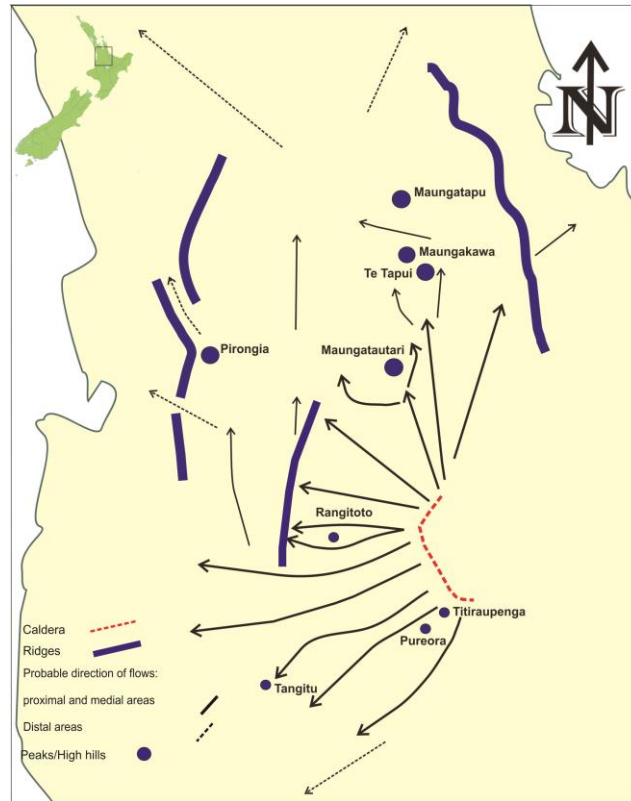 N
Maungatapu
Maungakawa
Te Tapui
Pirongia
Maungatautari
Rangitoto
Titiraupenga
Pureora
Tangitu
Caldera
Ridges
Probable direction of flows:
proximal and medial areas
Distal areas
Peaks/High hills